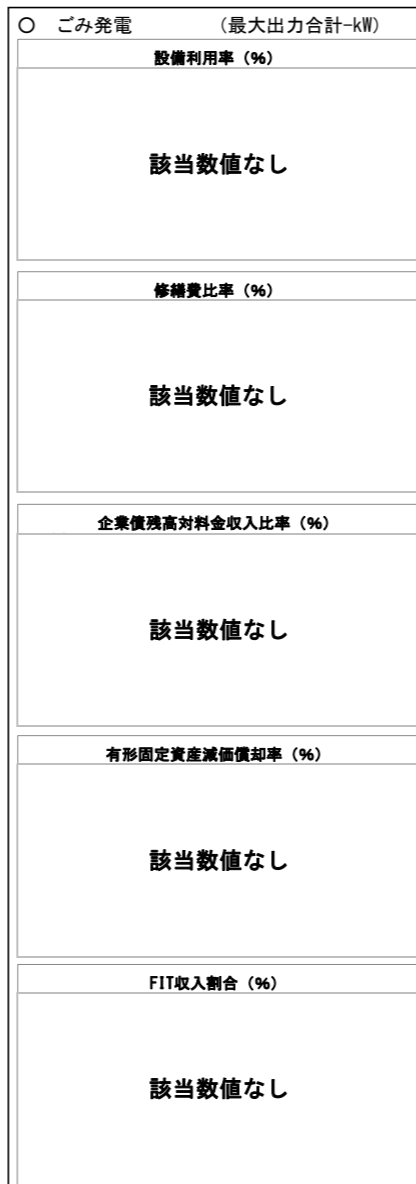 ○ ごみ発電 (最大出力合計-kW)
設備利用率（%）
該当数値なし
修繕費比率（%）
該当数値なし
企業債残高対料金収入比率（%）
該当数値なし
有形固定資産減価償却率（%）
該当数値なし
FIT収入割合（%）
該当数値なし